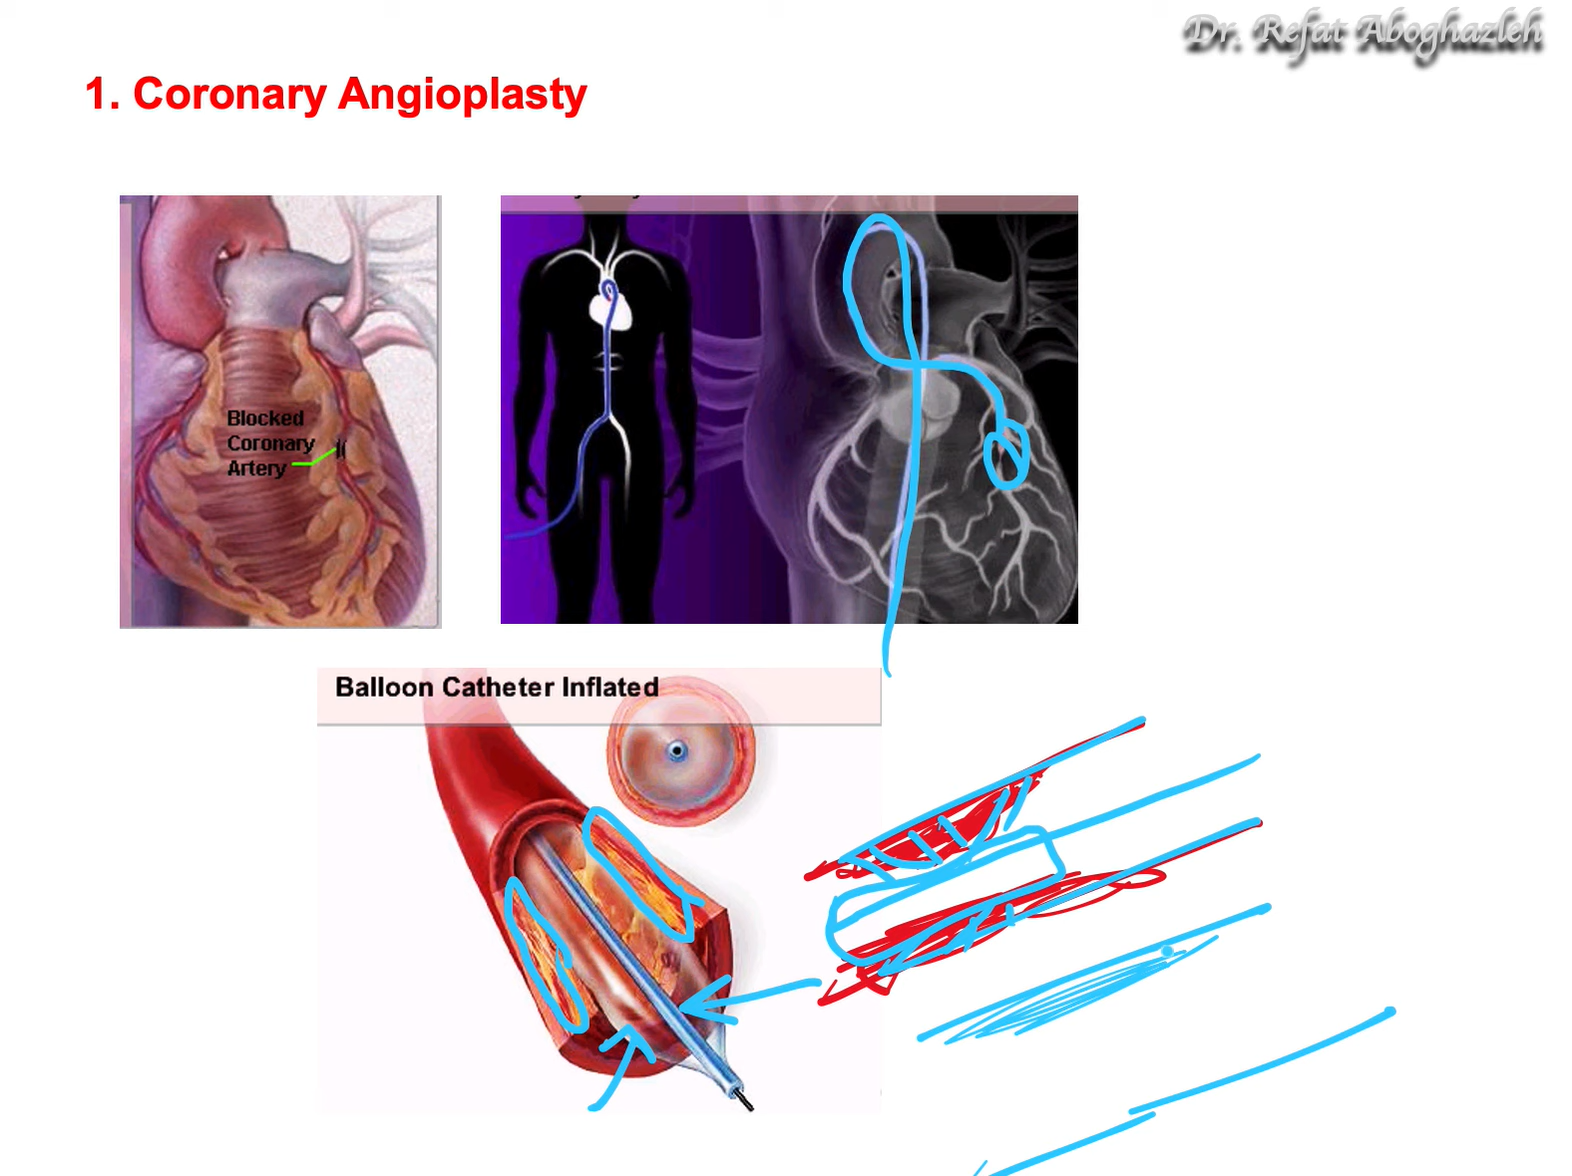 Dr. Refat Aboghazleh
1. Coronary Angioplasty
Blocked
Coronary
Artery
Balloon Catheter Inflated